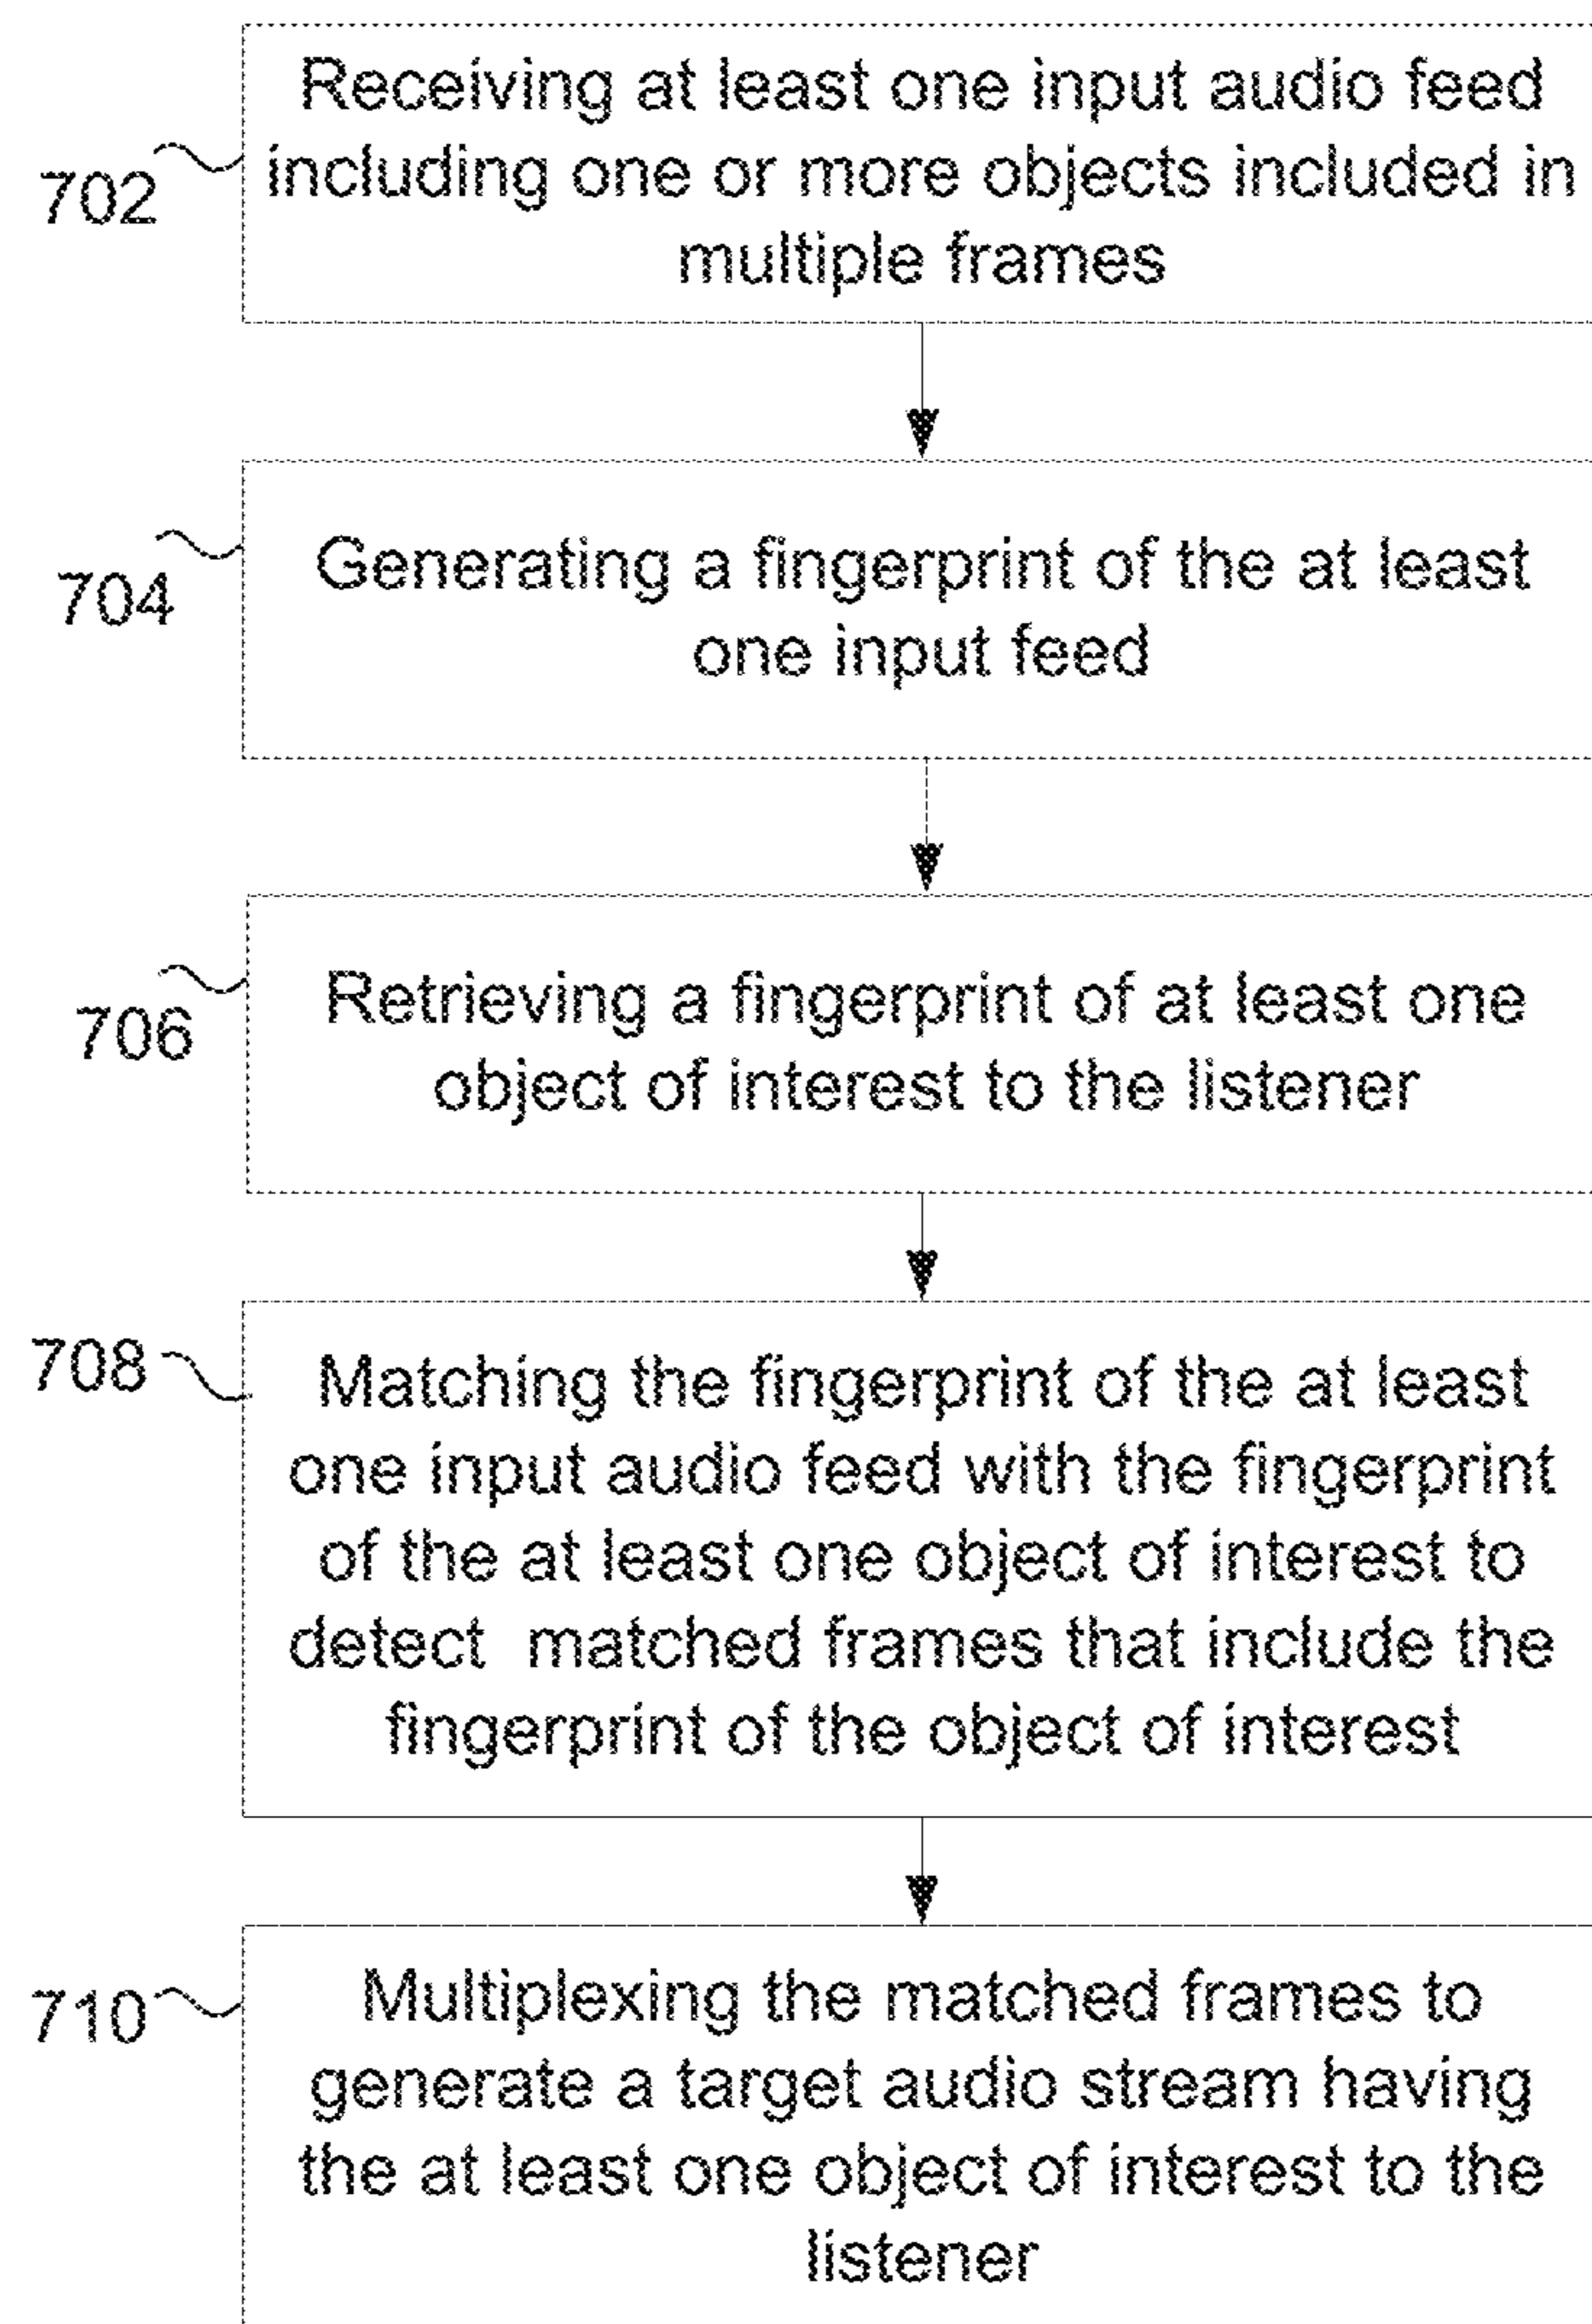 Receiving at least one input audio feed
including one or more objects included in
multiple frames
702
Generating a fingerprint of the at least
one input feed
704
Retrieving a fingerprint of at least one
object of interest to the listener
706
708
Matching the fingerprint of the at least
one input audio feed with the fingerprint
of the at least one object of interest to
detect matched frames that include the
fingerprint of the object of interest
710
Multiplexing the matched frames to
generate a target audio stream having
the at least one object of interest to the
listener